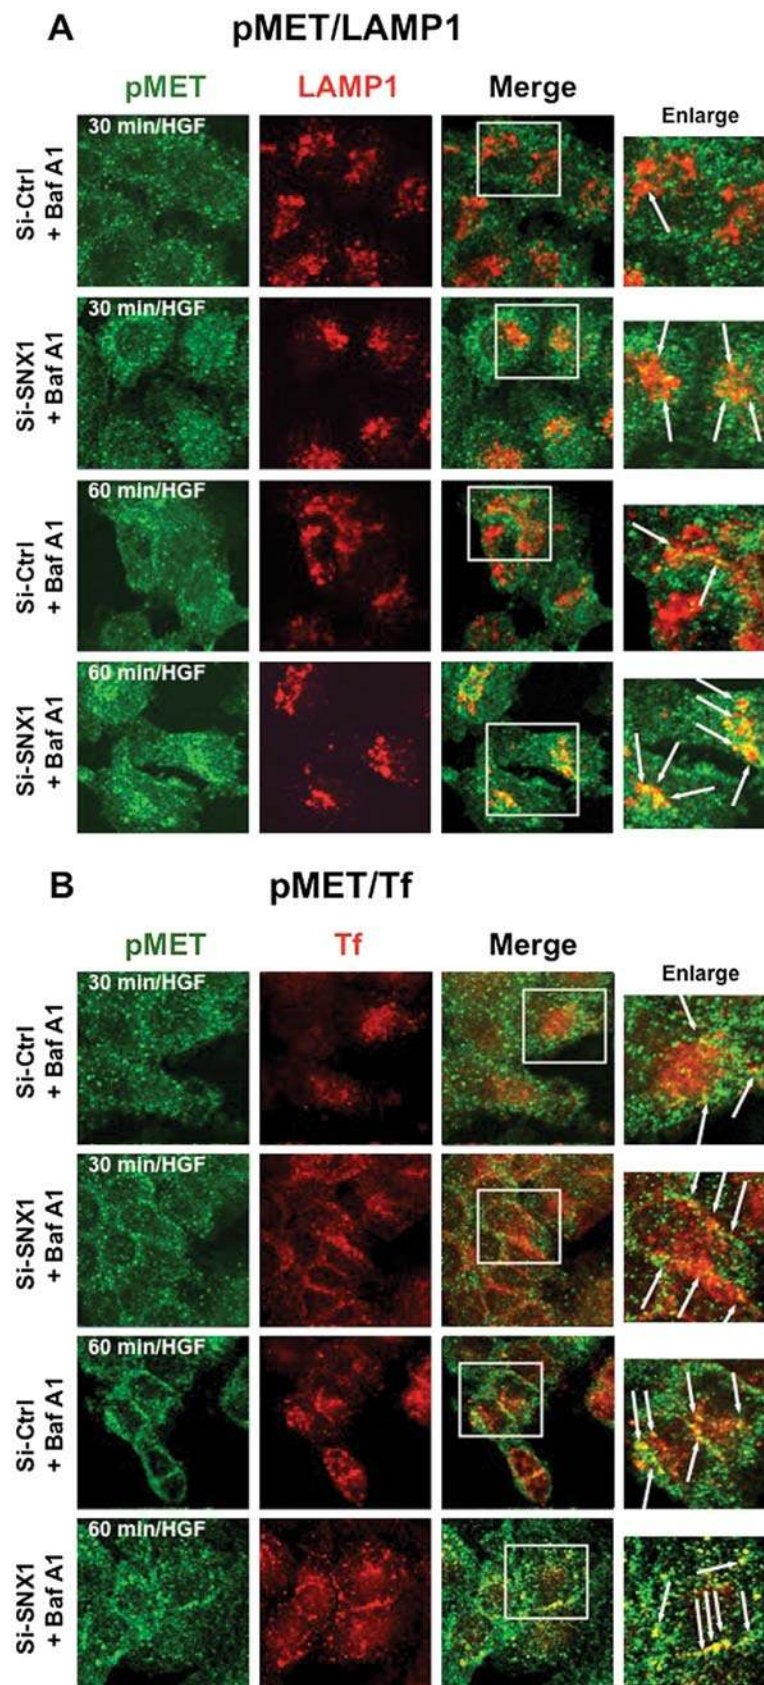 A
pMET/LAMP1
pMET LAMP1 Merge Enlarge
Si-Ctrl
+ Baf A1
30 min/HGF
Si-SNX1
+ Baf A1
30 min/HGF
Si-Ctrl
+ Baf A1
60 min/HGF
Si-SNX1
+ Baf A1
60 min/HGF
B
pMET/Tf
pMET Tf Merge Enlarge
Si-Ctrl
+ Baf A1
30 min/HGF
Si-SNX1
+ Baf A1
30 min/HGF
Si-Ctrl
+ Baf A1
60 min/HGF
Si-SNX1
+ Baf A1
60 min/HGF